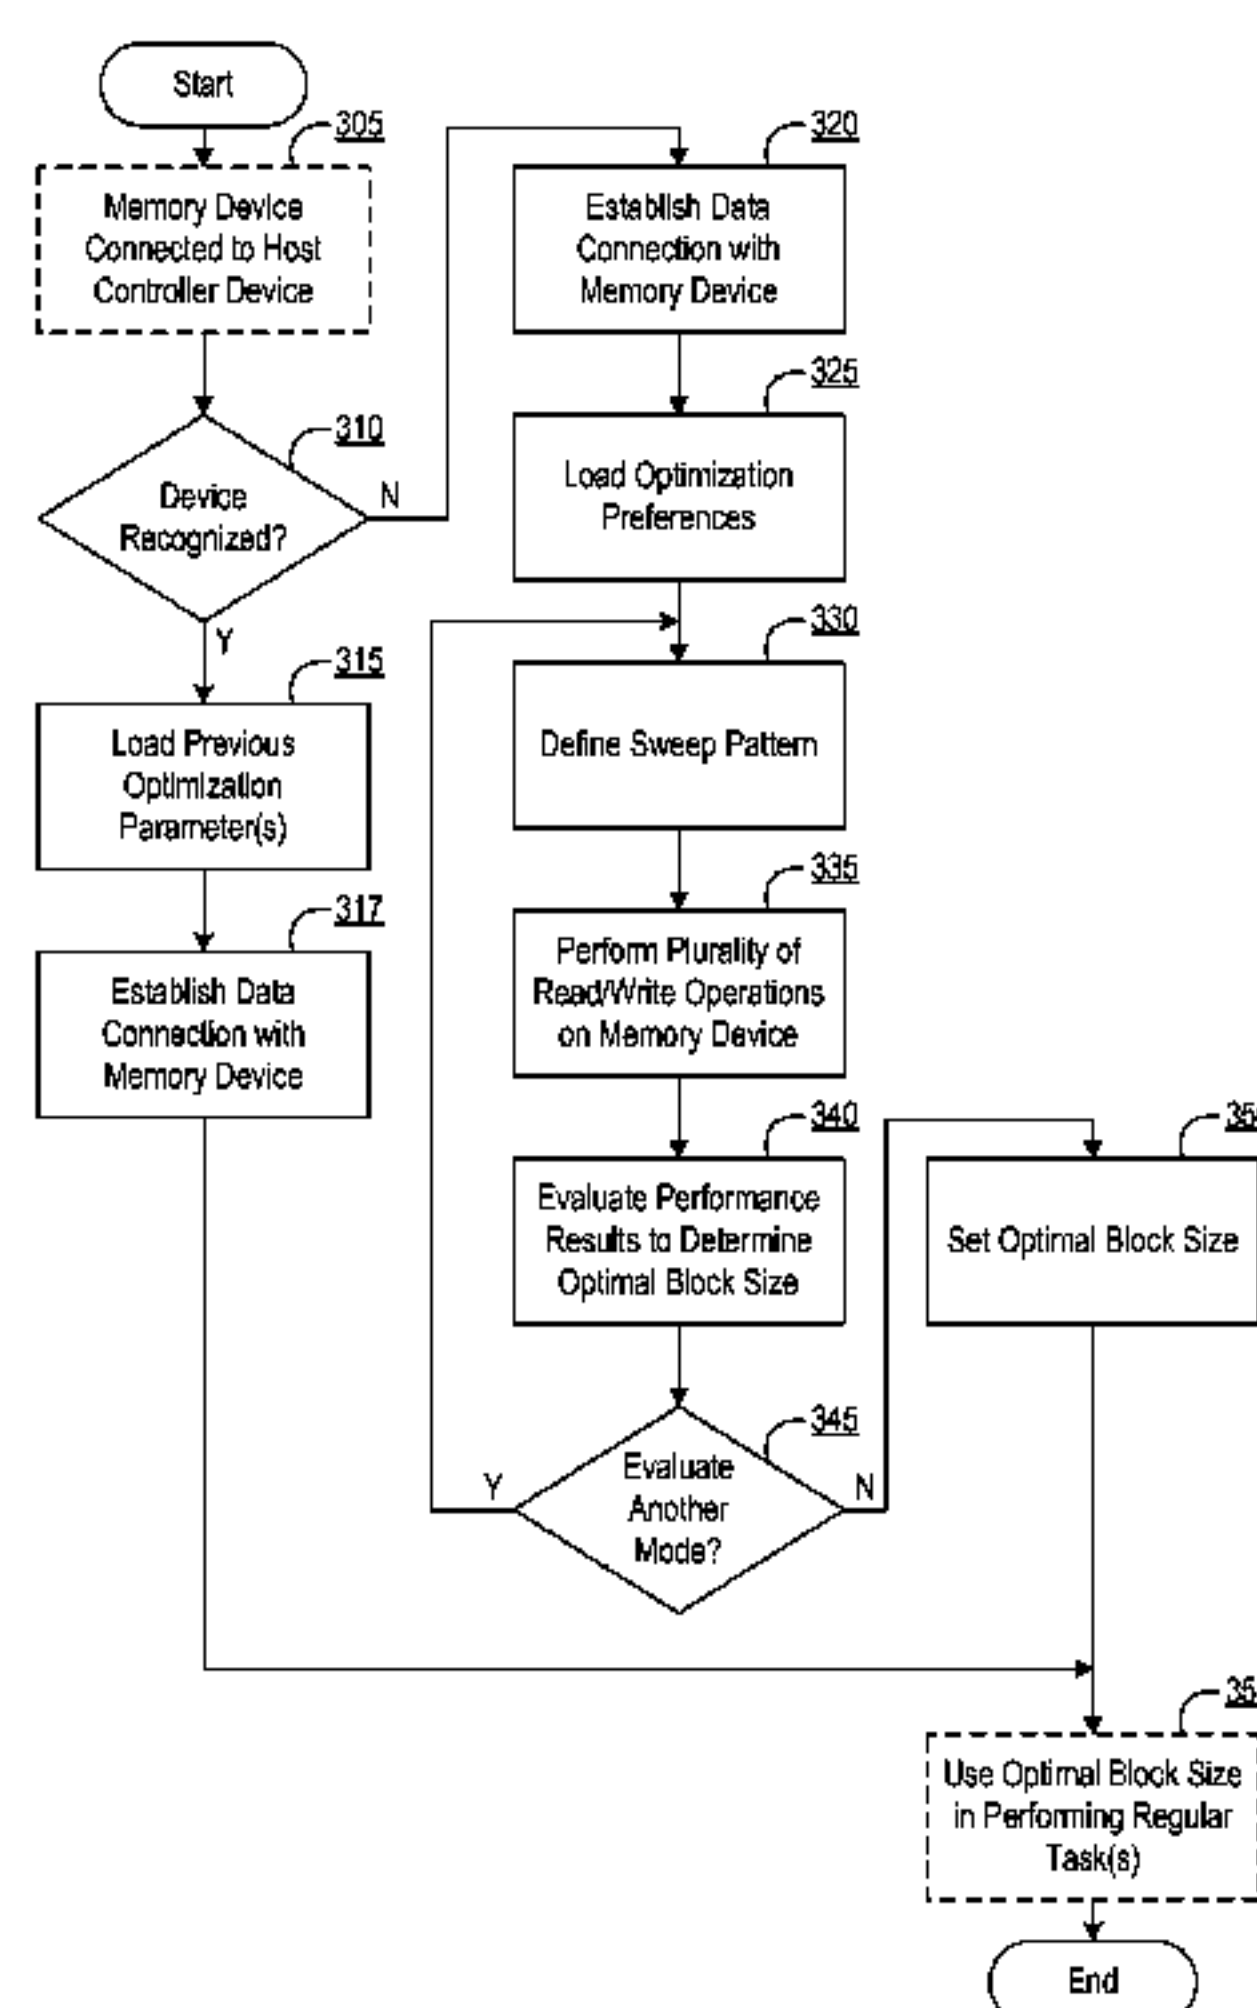 Start
305
Memory Device
Connected to Host
Controller Device
310
Device
Recognized?
N
Y
315
Load Previous
Optimization
Parameter(s)
317
Establish Data
Connection with
Memory Device
320
Establish Data
Connection with
Memory Device
325
Load Optimization
Preferences
330
Define Sweep Pattern
335
Perform Plurality of
Read/Write Operations
on Memory Device
340
Evaluate Performance
Results to Determine
Optimal Block Size
345
Evaluate
Another
Mode?
Y
N
Set Optimal Block Size
Use Optimal Block Size
in Performing Regular
Task(s)
End